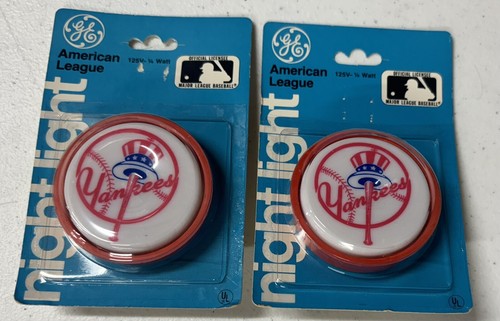 GE
American
League
125V- ¼ Watt
OFFICIAL LICENSEE
MAJOR LEAGUE BASEBALL
night light
Yankees
UL
GE
American
League
125V- ¼ Watt
OFFICIAL LICENSEE
MAJOR LEAGUE BASEBALL
night light
Yankees
UL